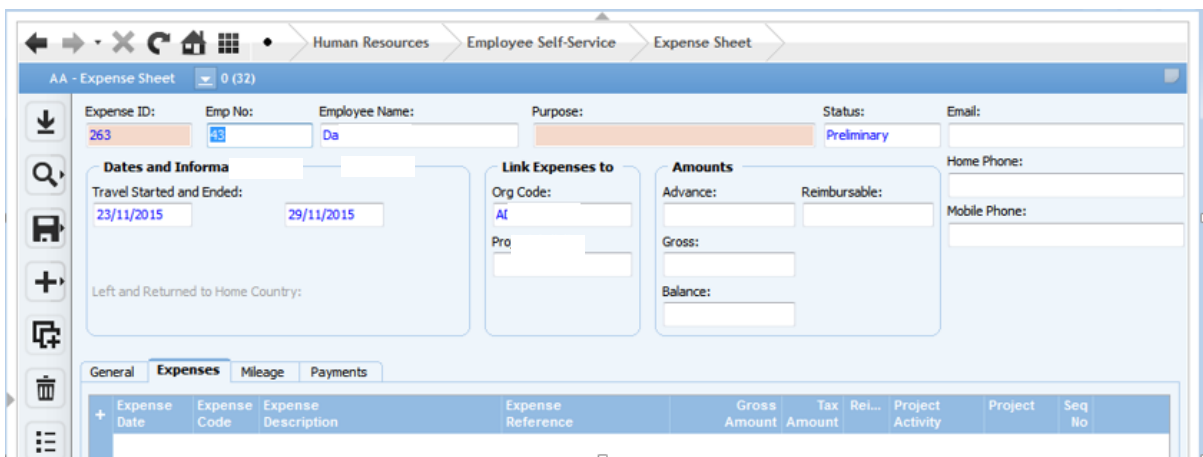 Human Resources Employee Self-Service Expense Sheet
AA - Expense Sheet 0 (32)
Expense ID: Emp No: Employee Name: Purpose: Status: Email:
263 43 Da Preliminary
Dates and Informa Link Expenses to Amounts Home Phone:
Travel Started and Ended: Org Code: Advance: Reimbursable:
23/11/2015 29/11/2015 Mobile Phone:
Pro Gross:
Left and Returned to Home Country: Balance:
General Expenses Mileage Payments
+ Expense Expense Expense Expense Gross Tax Rei... Project Project Seq
Date Code Description Reference Amount Amount Activity No